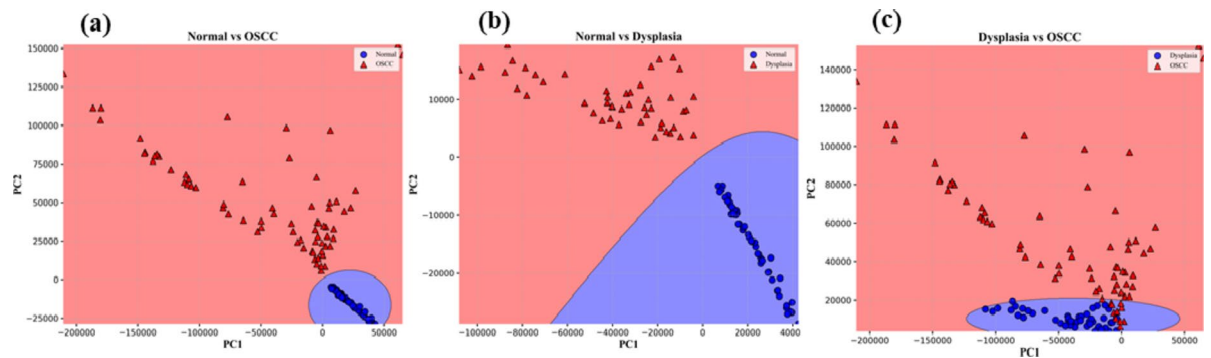 (a)
Normal vs OSCC
Normal
OSCC
150000
125000
100000
75000
50000
25000
0
−25000
−200000 −150000 −100000 −50000 0 50000
PC1
PC2
(b)
Normal vs Dysplasia
Normal
Dysplasia
10000
0
−10000
−20000
−100000 −80000 −60000 −40000 −20000 0 20000 40000
PC1
PC2
(c)
Dysplasia vs OSCC
Dysplasia
OSCC
140000
120000
100000
80000
60000
40000
20000
−200000 −150000 −100000 −50000 0 50000
PC1
PC2